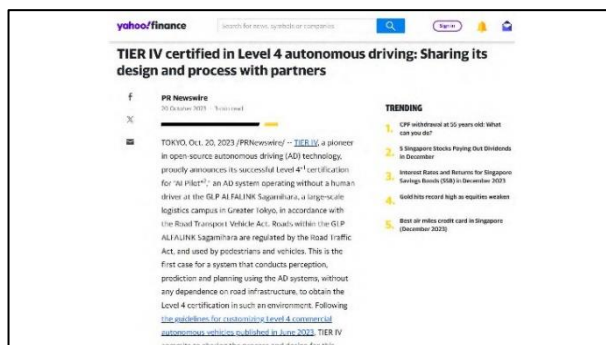 yahoo!finance
Search for news, symbols or companies
Sign in
TIER IV certified in Level 4 autonomous driving: Sharing its
design and process with partners
PR Newswire
20 October 2023 · 3 min read
TOKYO, Oct. 20, 2023 /PRNewswire/ -- TIER IV, a pioneer
in open-source autonomous driving (AD) technology,
proudly announces its successful Level 4*1 certification
for "AI Pilot*2," an AD system operating without a human
driver at the GLP ALFALINK Sagamihara, a large-scale
logistics campus in Greater Tokyo, in accordance with
the Road Transport Vehicle Act. Roads within the GLP
ALFALINK Sagamihara are regulated by the Road Traffic
Act, and used by pedestrians and vehicles. This is the
first case for a system that conducts perception,
prediction and planning using the AD systems, without
any dependence on road infrastructure, to obtain the
Level 4 certification in such an environment. Following
the guidelines for customizing Level 4 commercial
autonomous vehicles published in June 2023, TIER IV
TRENDING
1. CPF withdrawal at 55 years old: What
can you do?
2. 5 Singapore Stocks Paying Out Dividends
in December
3. Interest Rates and Returns for Singapore
Savings Bonds (SSB) in December 2023
4. Gold hits record high as equities weaken
5. Best air miles credit card in Singapore
(December 2023)